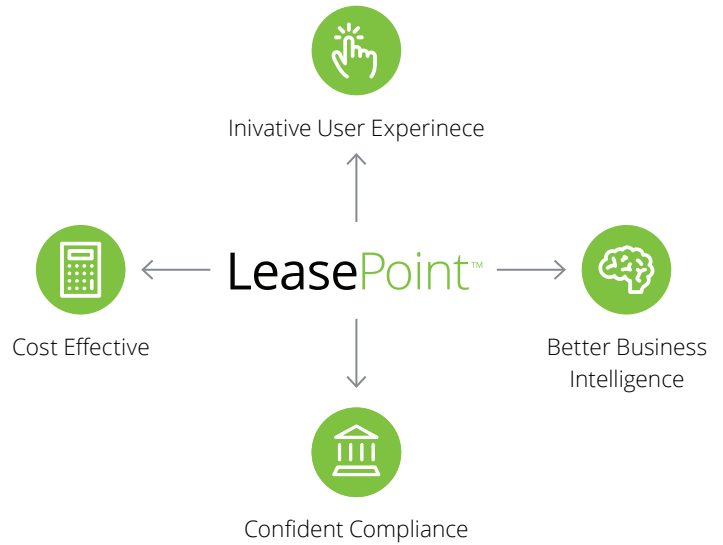 Inivative User Experinece
LeasePoint™
Cost Effective
Better Business
Intelligence
Confident Compliance